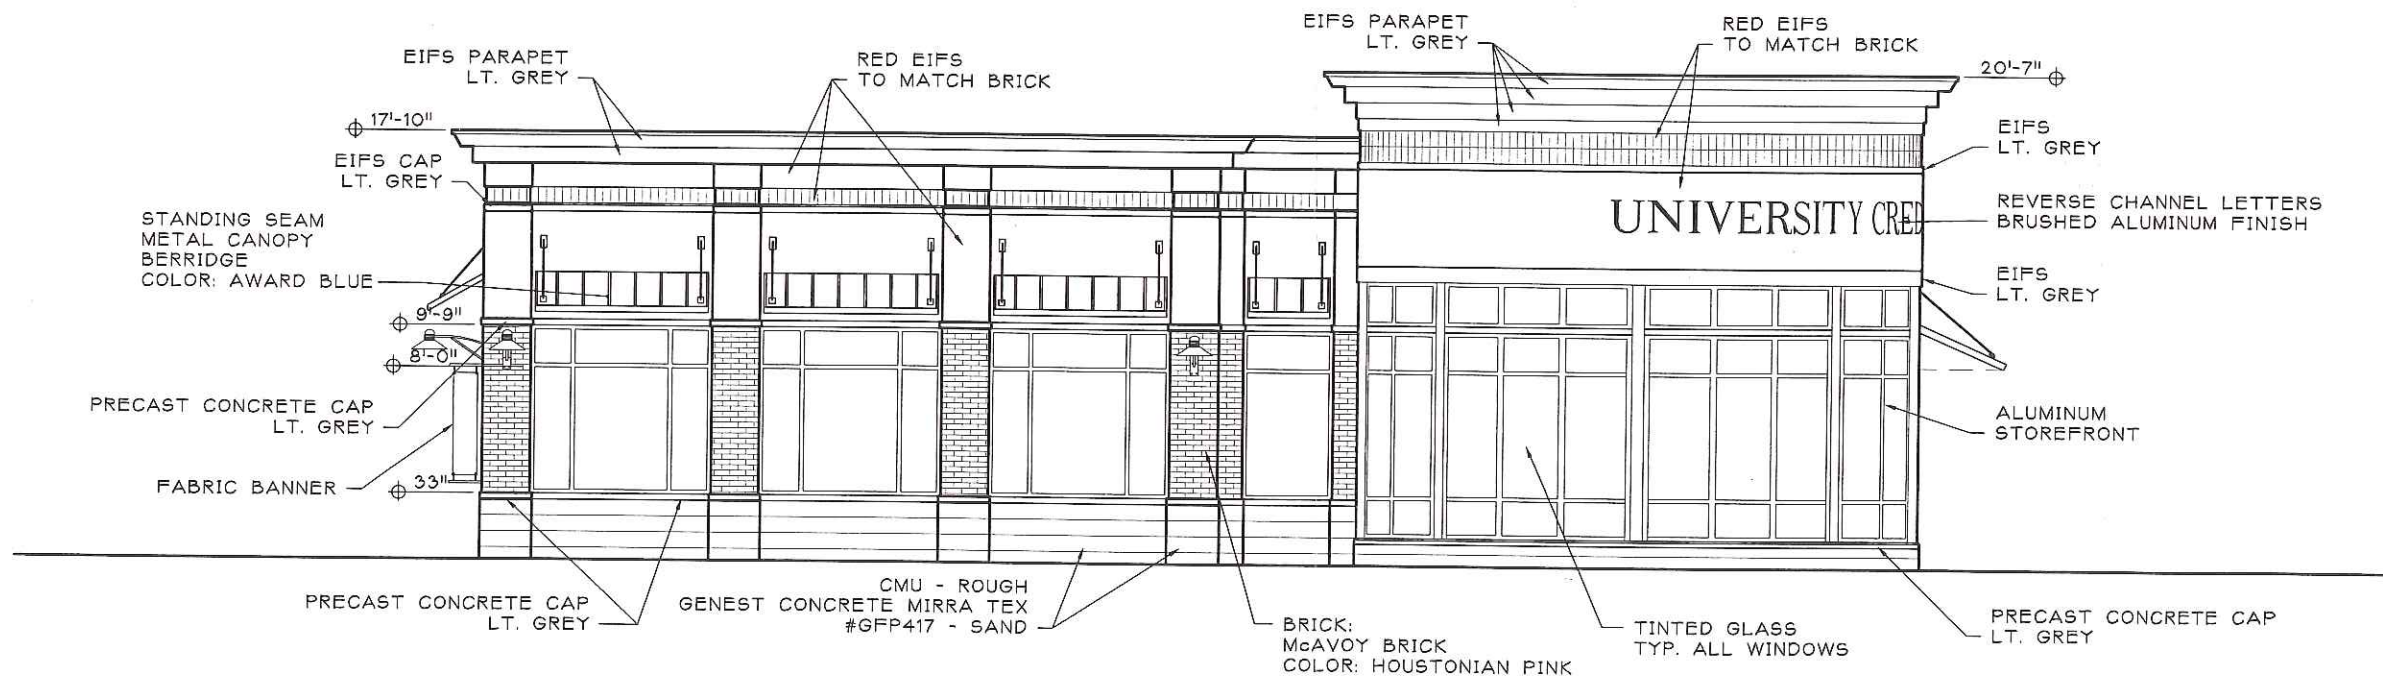 EIFS PARAPET
LT. GREY
RED EIFS
TO MATCH BRICK
EIFS PARAPET
LT. GREY
RED EIFS
TO MATCH BRICK
20'-7"
17'-10"
EIFS CAP
LT. GREY
EIFS
LT. GREY
STANDING SEAM
METAL CANOPY
BERRIDGE
COLOR: AWARD BLUE
UNIVERSITY CRED
REVERSE CHANNEL LETTERS
BRUSHED ALUMINUM FINISH
EIFS
LT. GREY
9'-9"
8'-0"
PRECAST CONCRETE CAP
LT. GREY
ALUMINUM
STOREFRONT
FABRIC BANNER
33"
PRECAST CONCRETE CAP
LT. GREY
CMU - ROUGH
GENEST CONCRETE MIRRA TEX
#GFP417 - SAND
BRICK:
McAVOY BRICK
COLOR: HOUSTONIAN PINK
TINTED GLASS
TYP. ALL WINDOWS
PRECAST CONCRETE CAP
LT. GREY